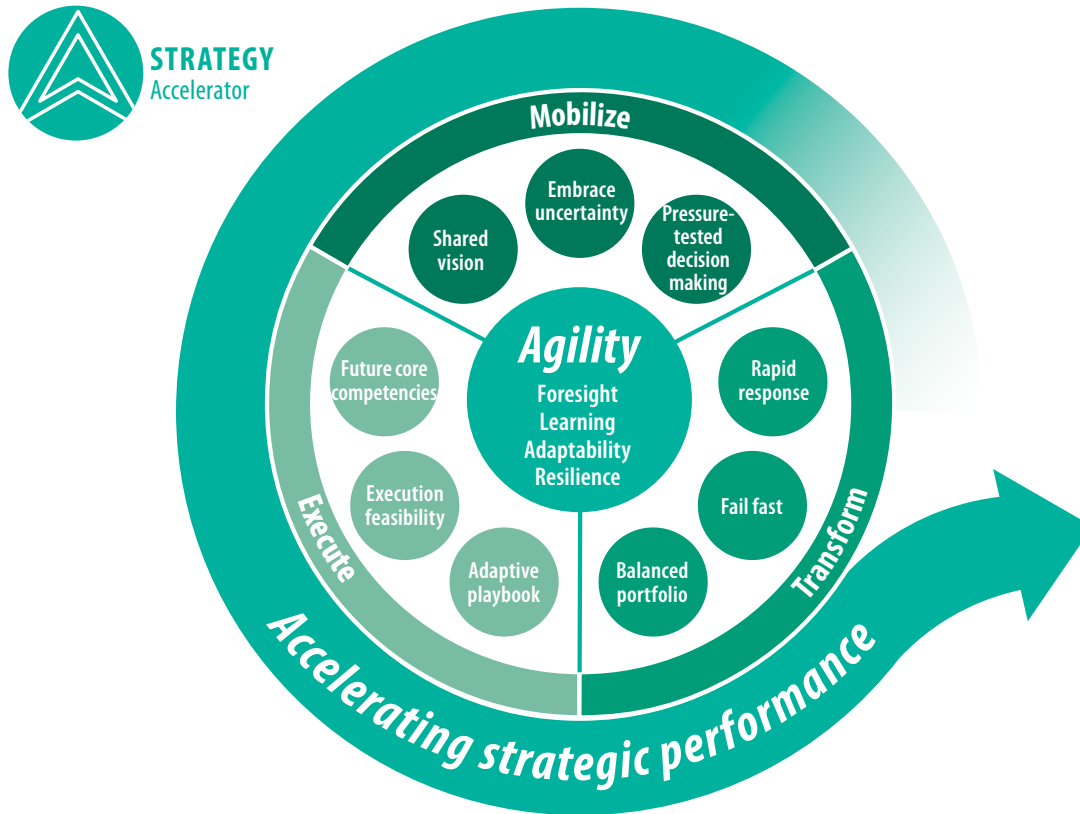 STRATEGY
Accelerator
Mobilize
Shared
vision
Embrace
uncertainty
Pressure-
tested
decision
making
Agility
Foresight
Learning
Adaptability
Resilience
Rapid
response
Fail fast
Balanced
portfolio
Transform
Future core
competencies
Execution
feasibility
Adaptive
playbook
Execute
Accelerating strategic performance